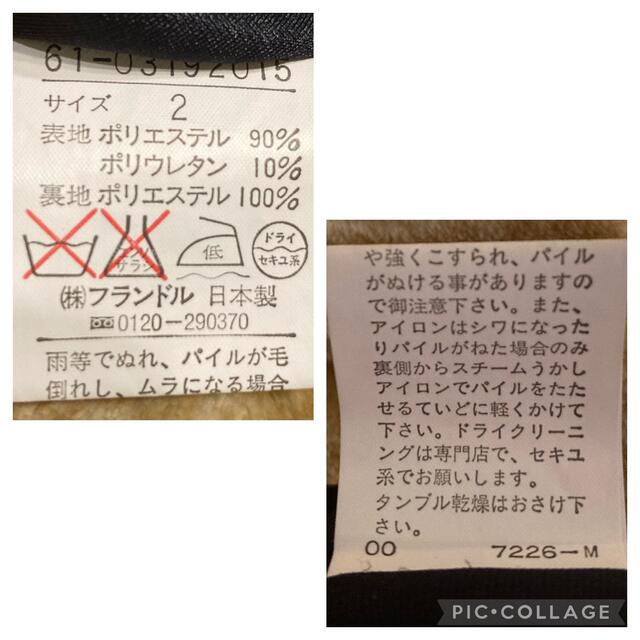 61-03192015
サイズ 2
表地 ポリエステル 90%
ポリウレタン 10%
裏地 ポリエステル 100%
エンソ
サラシ
低
ドライ
セキユ系
(株)フランドル 日本製
0120-290370
雨等でぬれ、パイルが毛
倒れし、ムラになる場合
や強くこすられ、パイル
がぬける事がありますの
で御注意下さい。また、
アイロンはシワになった
りパイルがねた場合のみ
裏側からスチームうかし
アイロンでパイルをたた
せるていどに軽くかけて
下さい。ドライクリーニ
ングは専門店で、セキユ
系でお願いします。
タンブル乾燥はおさけ下
さい。
00 7226-M
PIC•COLLAGE